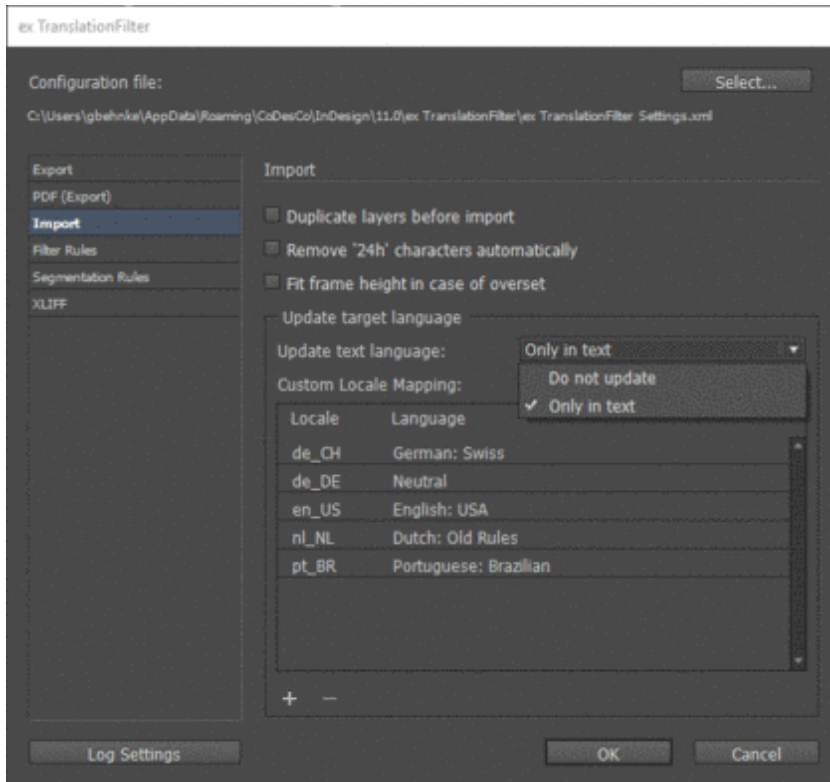 ex TranslationFilter
Configuration file:
Select...
C:\Users\gbehnke\AppData\Roaming\CoDesCo\InDesign\11.0\ex TranslationFilter\ex TranslationFilter Settings.xml
Export
PDF (Export)
Import
Filter Rules
Segmentation Rules
XLIFF
Import
Duplicate layers before import
Remove '24h' characters automatically
Fit frame height in case of overset
Update target language
Update text language: Only in text
Do not update
Custom Locale Mapping:
Only in text
Locale Language
de_CH German: Swiss
de_DE Neutral
en_US English: USA
nl_NL Dutch: Old Rules
pt_BR Portuguese: Brazilian
+ −
Log Settings OK Cancel